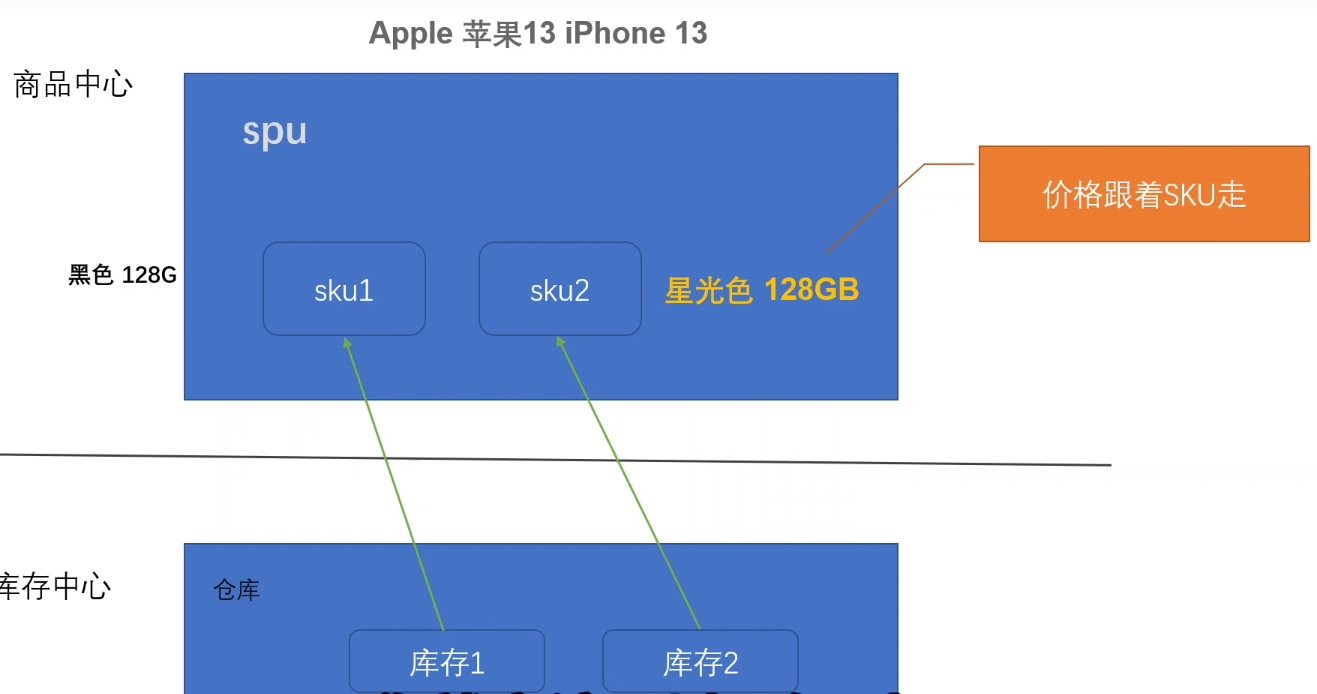 Apple 苹果13 iPhone 13
商品中心
spu
价格跟着SKU走
黑色 128G
sku1
sku2
星光色 128GB
库存中心
仓库
库存1
库存2